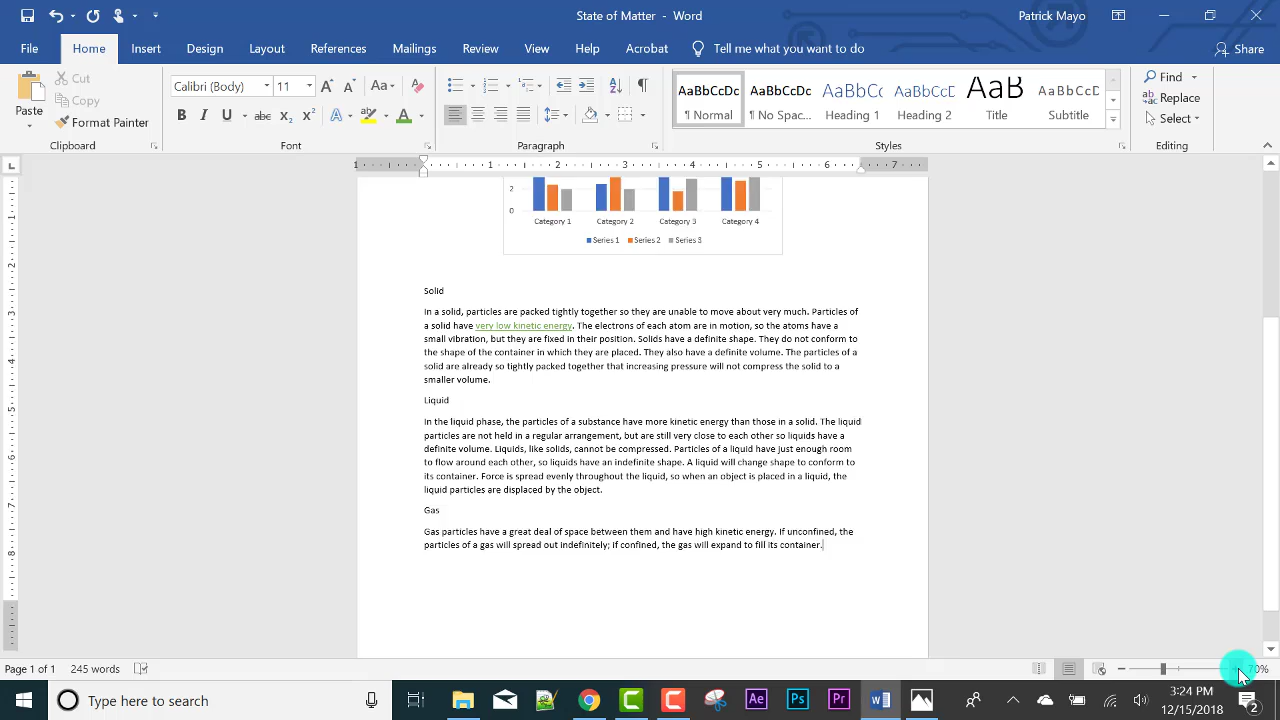 State of Matter - Word
Patrick Mayo
File Home Insert Design Layout References Mailings Review View Help Acrobat Tell me what you want to do Share
Paste
Cut
Copy
Format Painter
Calibri (Body) 11
AaBbCcDc AaBbCcDc AaBbCc AaBbCcD AaB AaBbCcD
¶ Normal ¶ No Spac... Heading 1 Heading 2 Title Subtitle
Find
Replace
Select
Clipboard Font Paragraph Styles Editing
1 1 2 3 4 5 6 7
2
0
Category 1 Category 2 Category 3 Category 4
Series 1 Series 2 Series 3
Solid
In a solid, particles are packed tightly together so they are unable to move about very much. Particles of
a solid have very low kinetic energy. The electrons of each atom are in motion, so the atoms have a
small vibration, but they are fixed in their position. Solids have a definite shape. They do not conform to
the shape of the container in which they are placed. They also have a definite volume. The particles of a
solid are already so tightly packed together that increasing pressure will not compress the solid to a
smaller volume.
Liquid
In the liquid phase, the particles of a substance have more kinetic energy than those in a solid. The liquid
particles are not held in a regular arrangement, but are still very close to each other so liquids have a
definite volume. Liquids, like solids, cannot be compressed. Particles of a liquid have just enough room
to flow around each other, so liquids have an indefinite shape. A liquid will change shape to conform to
its container. Force is spread evenly throughout the liquid, so when an object is placed in a liquid, the
liquid particles are displaced by the object.
Gas
Gas particles have a great deal of space between them and have high kinetic energy. If unconfined, the
particles of a gas will spread out indefinitely; if confined, the gas will expand to fill its container.
Page 1 of 1 245 words 70%
Type here to search
Ae Ps Pr
3:24 PM
12/15/2018
2